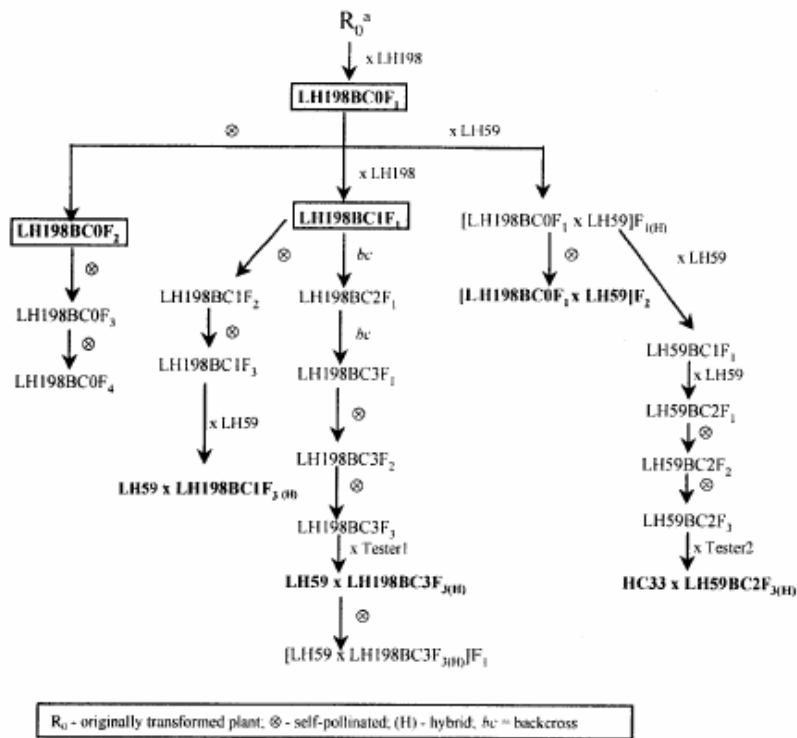 R₀ᵃ
x LH198
LH198BC0F₁
⊗ x LH59
x LH198
LH198BC0F₂ LH198BC1F₁ [LH198BC0F₁ x LH59]F₁₍H₎
⊗ ⊗ bc ⊗ x LH59
LH198BC0F₃ LH198BC1F₂ LH198BC2F₁ [LH198BC0F₁ x LH59]F₂
⊗ ⊗ bc
LH198BC0F₄ LH198BC1F₃ LH198BC3F₁ LH59BC1F₁
x LH59 ⊗ x LH59
LH59BC2F₁
⊗
LH59 x LH198BC1F₃ ₍H₎ LH198BC3F₂ LH59BC2F₂
⊗ ⊗
LH198BC3F₃ LH59BC2F₃
x Tester1 x Tester2
LH59 x LH198BC3F₃₍H₎ HC33 x LH59BC2F₃₍H₎
⊗
[LH59 x LH198BC3F₃₍H₎]F₁
R₀ - originally transformed plant; ⊗ - self-pollinated; (H) - hybrid; bc = backcross